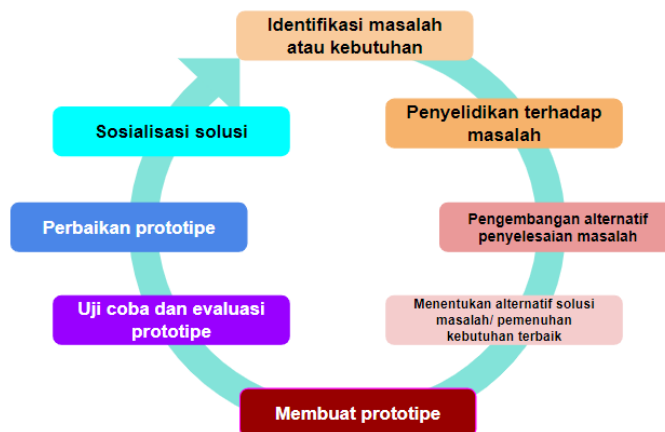 Identifikasi masalah
atau kebutuhan
Penyelidikan terhadap
masalah
Pengembangan alternatif
penyelesaian masalah
Menentukan alternatif solusi
masalah/ pemenuhan
kebutuhan terbaik
Membuat prototipe
Uji coba dan evaluasi
prototipe
Perbaikan prototipe
Sosialisasi solusi